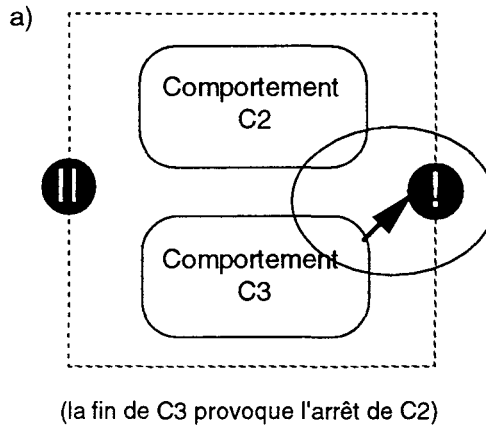 a)
Comportement
C2
||
!
Comportement
C3
(la fin de C3 provoque l'arrêt de C2)